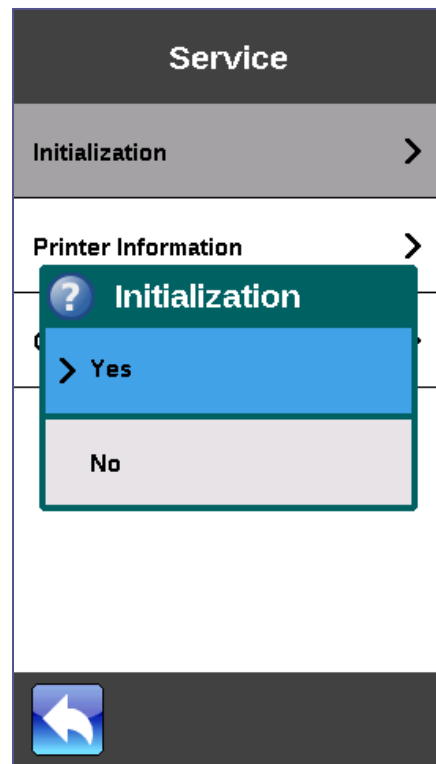 Service
Initialization
Printer Information
Initialization
Yes
No